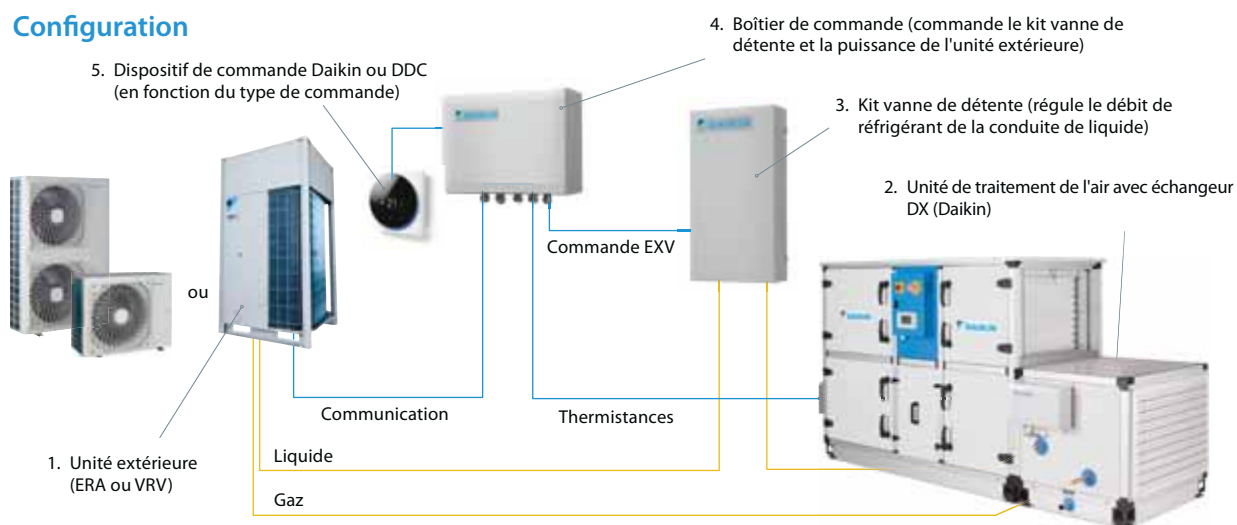 Configuration
4. Boîtier de commande (commande le kit vanne de
détente et la puissance de l'unité extérieure)
5. Dispositif de commande Daikin ou DDC
(en fonction du type de commande)
3. Kit vanne de détente (régule le débit de
réfrigérant de la conduite de liquide)
2. Unité de traitement de l'air avec échangeur
DX (Daikin)
Commande EXV
ou
DAIKIN
Communication
Thermistances
Liquide
1. Unité extérieure
(ERA ou VRV)
Gaz